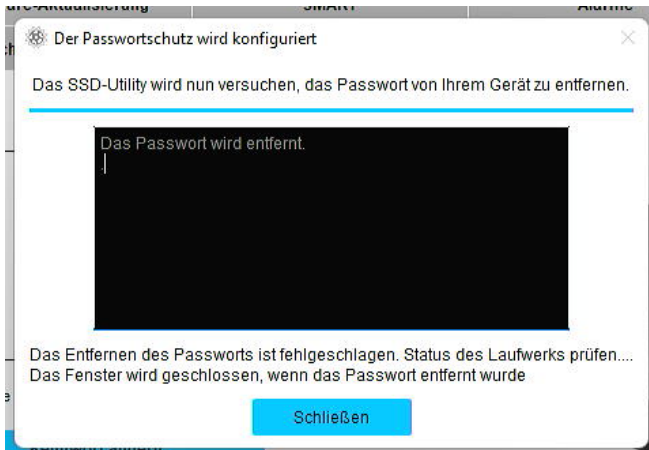 SMART
Alarme
Der Passwortschutz wird konfiguriert
Das SSD-Utility wird nun versuchen, das Passwort von Ihrem Gerät zu entfernen.
Das Passwort wird entfernt.
.
Das Entfernen des Passworts ist fehlgeschlagen. Status des Laufwerks prüfen....
Das Fenster wird geschlossen, wenn das Passwort entfernt wurde
Schließen